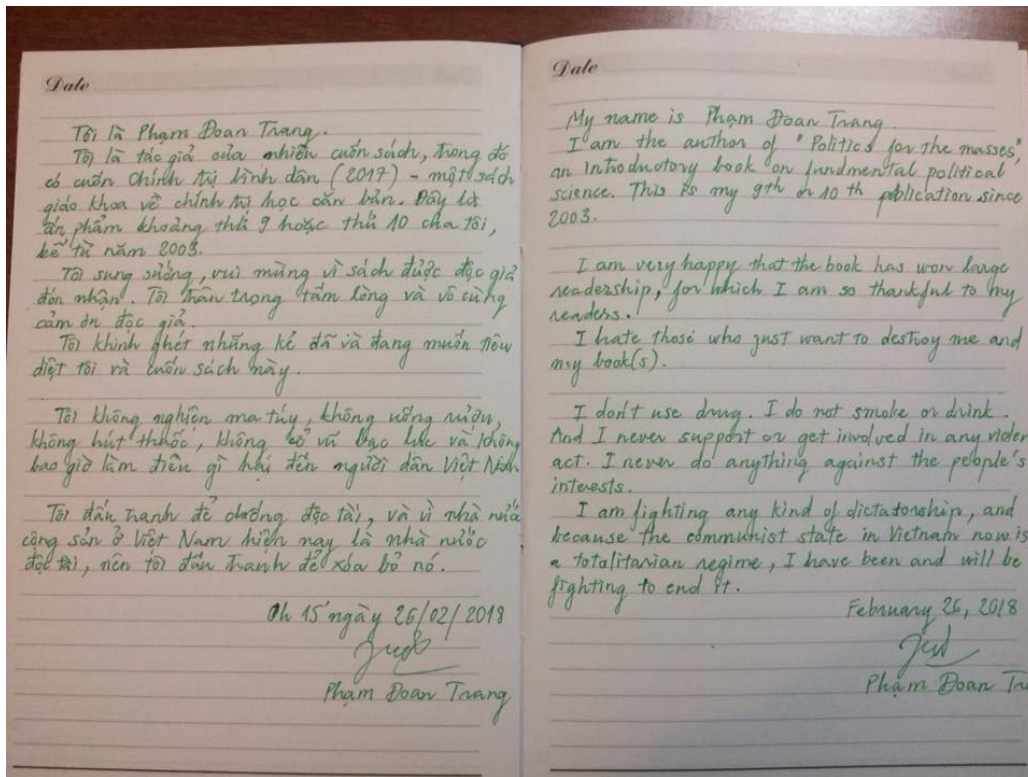 Date
Tôi là Phạm Đoan Trang.
Tôi là tác giả của nhiều cuốn sách, trong đó
có cuốn Chính trị bình dân (2017) - một sách
giáo khoa về chính trị học căn bản. Đây là
ấn phẩm khoảng thứ 9 hoặc thứ 10 của tôi,
kể từ năm 2003.
Tôi sung sướng, vui mừng vì sách được độc giả
đón nhận. Tôi trân trọng tấm lòng và vô cùng
cảm ơn độc giả.
Tôi khinh ghét những kẻ đã và đang muốn tiêu
diệt tôi và cuốn sách này.
Tôi không nghiện ma túy, không uống rượu,
không hút thuốc, không cổ vũ bạo lực và không
bao giờ làm điều gì hại đến người dân Việt Nam
Tôi đấu tranh để chống độc tài, và vì nhà nước
cộng sản ở Việt Nam hiện nay là nhà nước
độc tài, nên tôi đấu tranh để xóa bỏ nó.
0h 15' ngày 26/02/2018
Phạm Đoan Trang
Date
My name is Phạm Đoan Trang
I am the author of "Politics for the masses",
an introductory book on fundmental political
science. This is my 9th or 10th publication since
2003.
I am very happy that the book has won large
readership, for which I am so thankful to my
readers.
I hate those who just want to destroy me and
my book(s).
I don't use drug. I do not smoke or drink.
And I never support or get involved in any violen
act. I never do anything against the people's
interests.
I am fighting any kind of dictatorship, and
because the communist state in Vietnam now is
a totalitarian regime, I have been and will be
fighting to end it.
February 26, 2018
Phạm Đoan Tra